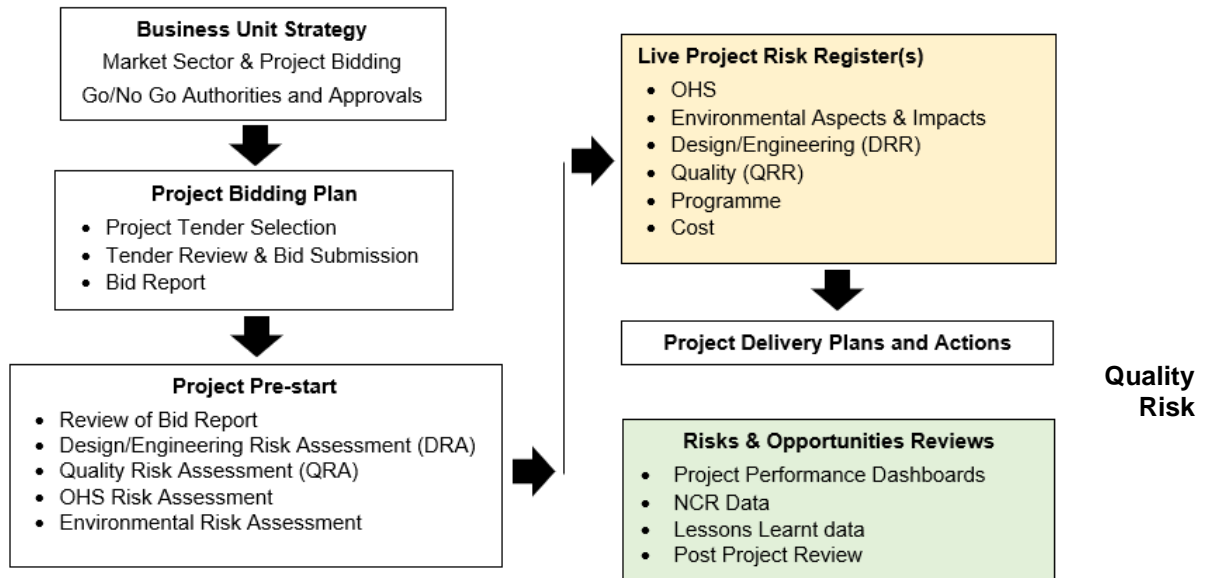 Business Unit Strategy
Market Sector & Project Bidding
Go/No Go Authorities and Approvals
Project Bidding Plan
• Project Tender Selection
• Tender Review & Bid Submission
• Bid Report
Project Pre-start
• Review of Bid Report
• Design/Engineering Risk Assessment (DRA)
• Quality Risk Assessment (QRA)
• OHS Risk Assessment
• Environmental Risk Assessment
Live Project Risk Register(s)
• OHS
• Environmental Aspects & Impacts
• Design/Engineering (DRR)
• Quality (QRR)
• Programme
• Cost
Project Delivery Plans and Actions
Risks & Opportunities Reviews
• Project Performance Dashboards
• NCR Data
• Lessons Learnt data
• Post Project Review
Quality
Risk